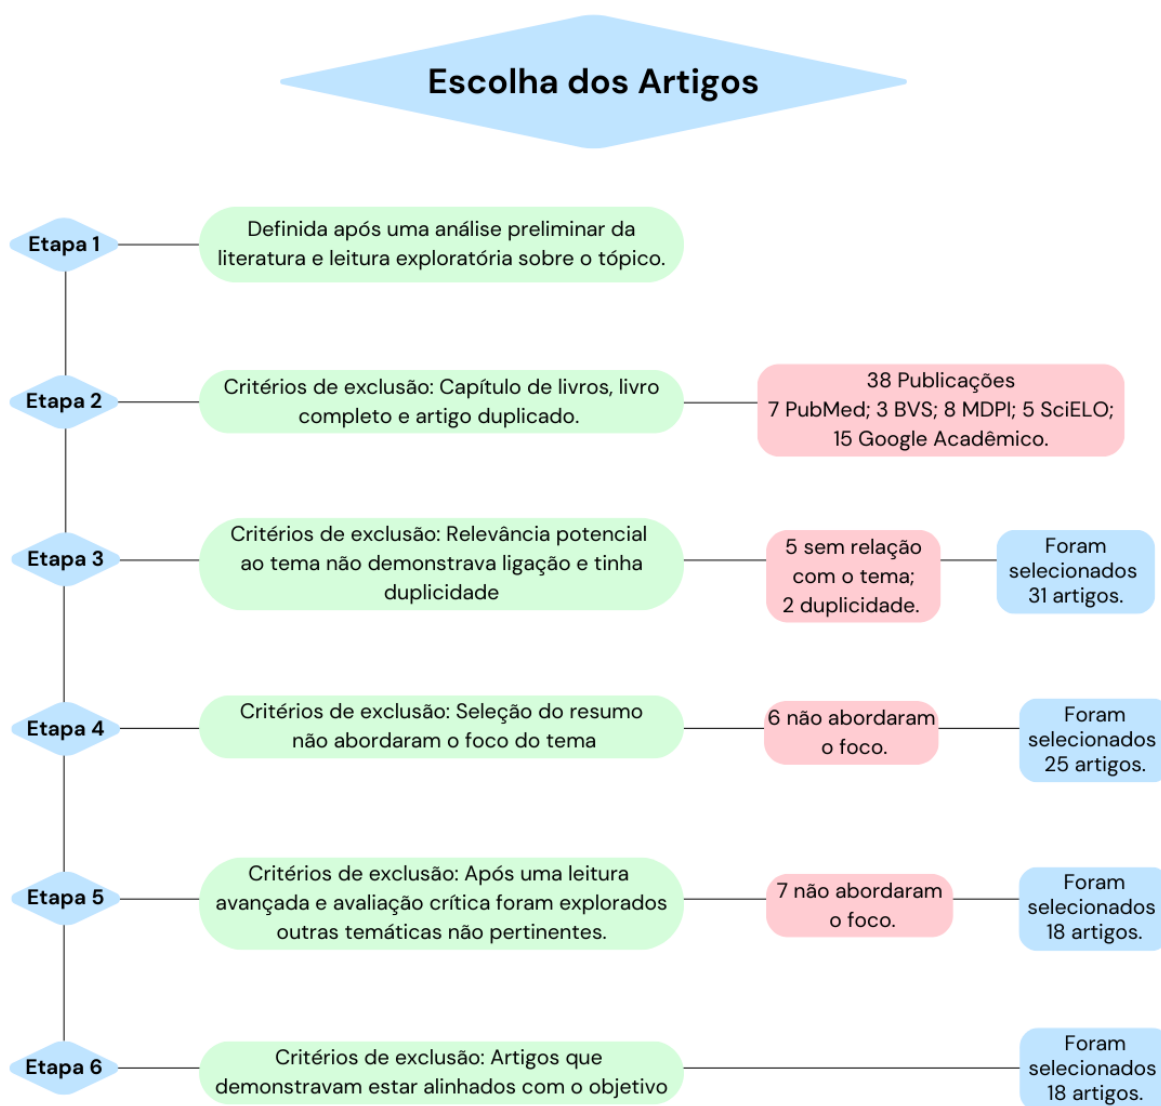 Escolha dos Artigos
Etapa 1
Definida após uma análise preliminar da
literatura e leitura exploratória sobre o tópico.
Etapa 2
Critérios de exclusão: Capítulo de livros, livro
completo e artigo duplicado.
38 Publicações
7 PubMed; 3 BVS; 8 MDPI; 5 SciELO;
15 Google Acadêmico.
Etapa 3
Critérios de exclusão: Relevância potencial
ao tema não demonstrava ligação e tinha
duplicidade
5 sem relação
com o tema;
2 duplicidade.
Foram
selecionados
31 artigos.
Etapa 4
Critérios de exclusão: Seleção do resumo
não abordaram o foco do tema
6 não abordaram
o foco.
Foram
selecionados
25 artigos.
Etapa 5
Critérios de exclusão: Após uma leitura
avançada e avaliação crítica foram explorados
outras temáticas não pertinentes.
7 não abordaram
o foco.
Foram
selecionados
18 artigos.
Etapa 6
Critérios de exclusão: Artigos que
demonstravam estar alinhados com o objetivo
Foram
selecionados
18 artigos.